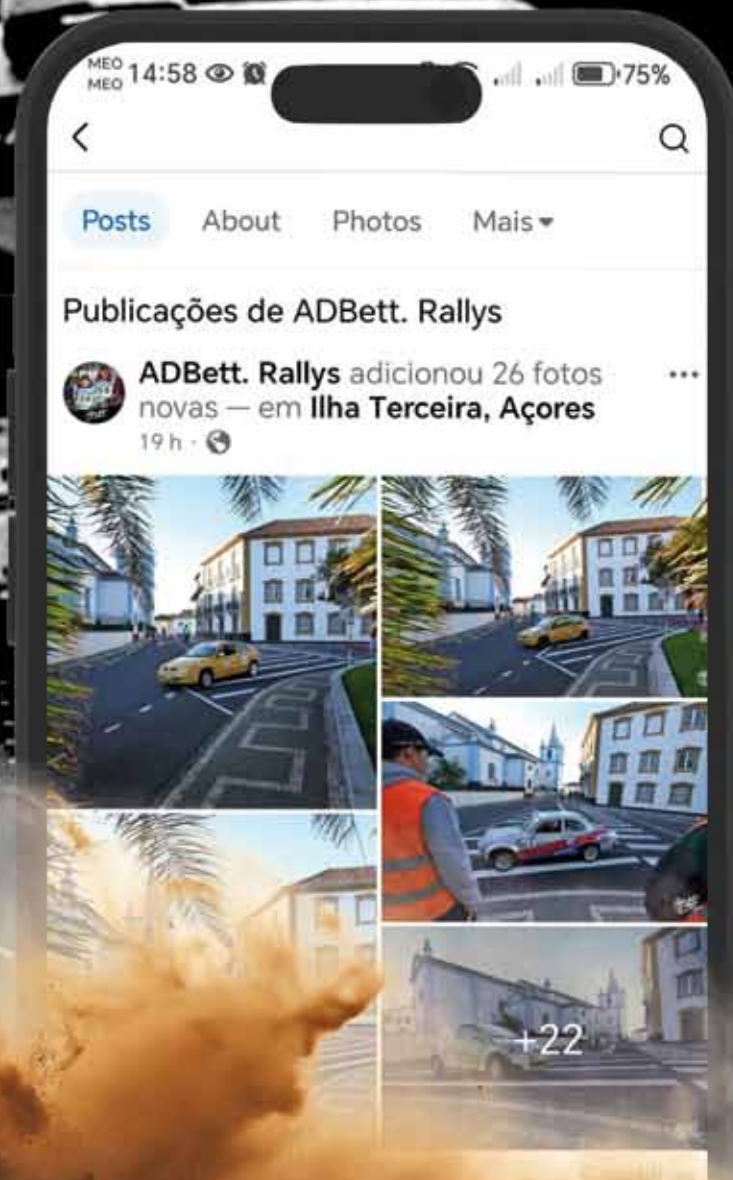 MEO
MEO 14:58 75%
Posts About Photos Mais
Publicações de ADBett. Rallys
ADBett. Rallys adicionou 26 fotos
novas — em Ilha Terceira, Açores
19 h ·
+22